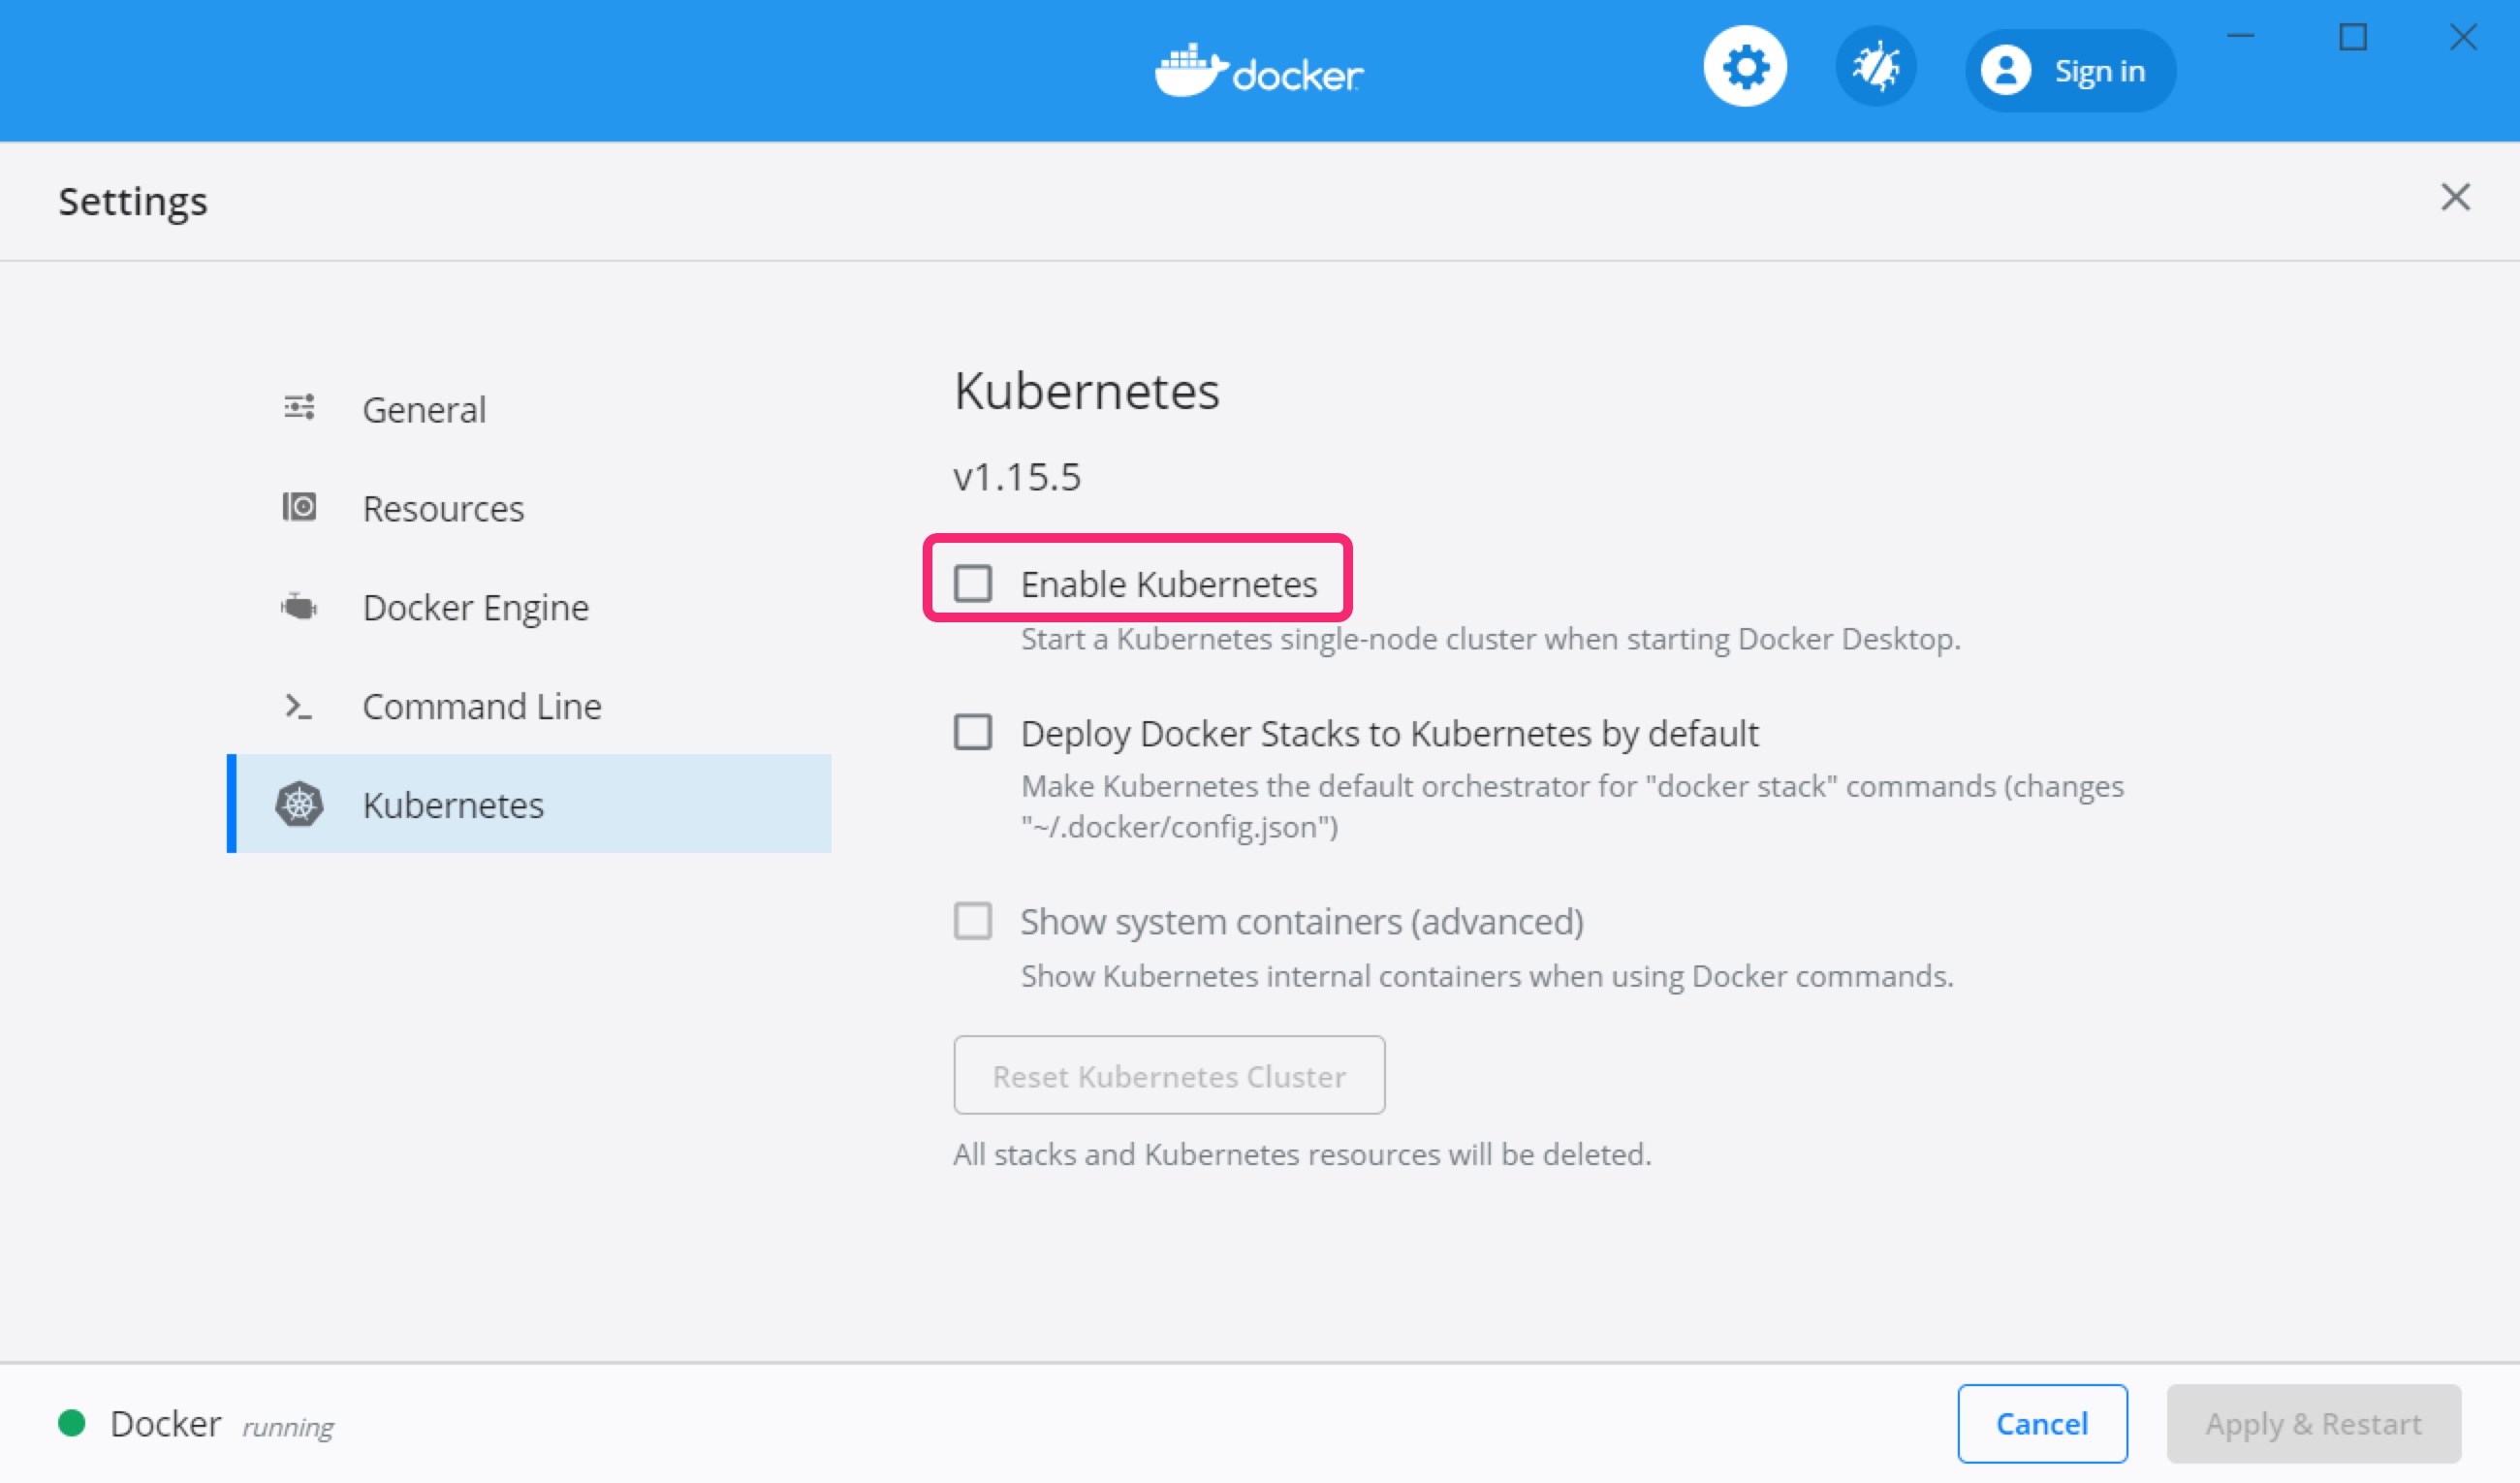 docker
Sign in
Settings
General
Resources
Docker Engine
Command Line
Kubernetes
Kubernetes
v1.15.5
Enable Kubernetes
Start a Kubernetes single-node cluster when starting Docker Desktop.
Deploy Docker Stacks to Kubernetes by default
Make Kubernetes the default orchestrator for "docker stack" commands (changes
"~/.docker/config.json")
Show system containers (advanced)
Show Kubernetes internal containers when using Docker commands.
Reset Kubernetes Cluster
All stacks and Kubernetes resources will be deleted.
Docker running
Cancel
Apply & Restart